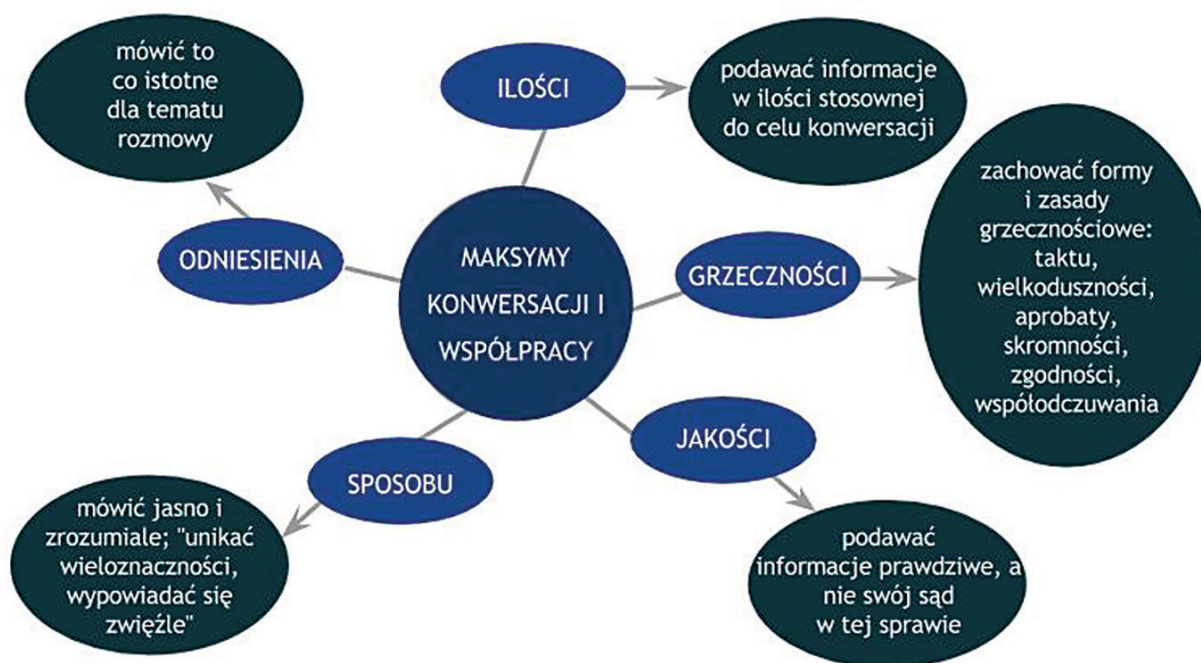 mówić to
co istotne
dla tematu
rozmowy
ILOŚCI
podawać informacje
w ilości stosownej
do celu konwersacji
ODNIESIENIA
MAKSYMY
KONWERSACJI I
WSPÓŁPRACY
GRZECZNOŚCI
zachować formy
i zasady
grzecznościowe:
taktu,
wielkoduszności,
aprobaty,
skromności,
zgodności,
współodczuwania
SPOSOBU
JAKOŚCI
mówić jasno i
zrozumiale; "unikać
wieloznaczności,
wypowiadać się
zwięźle"
podawać
informacje prawdziwe, a
nie swój sąd
w tej sprawie